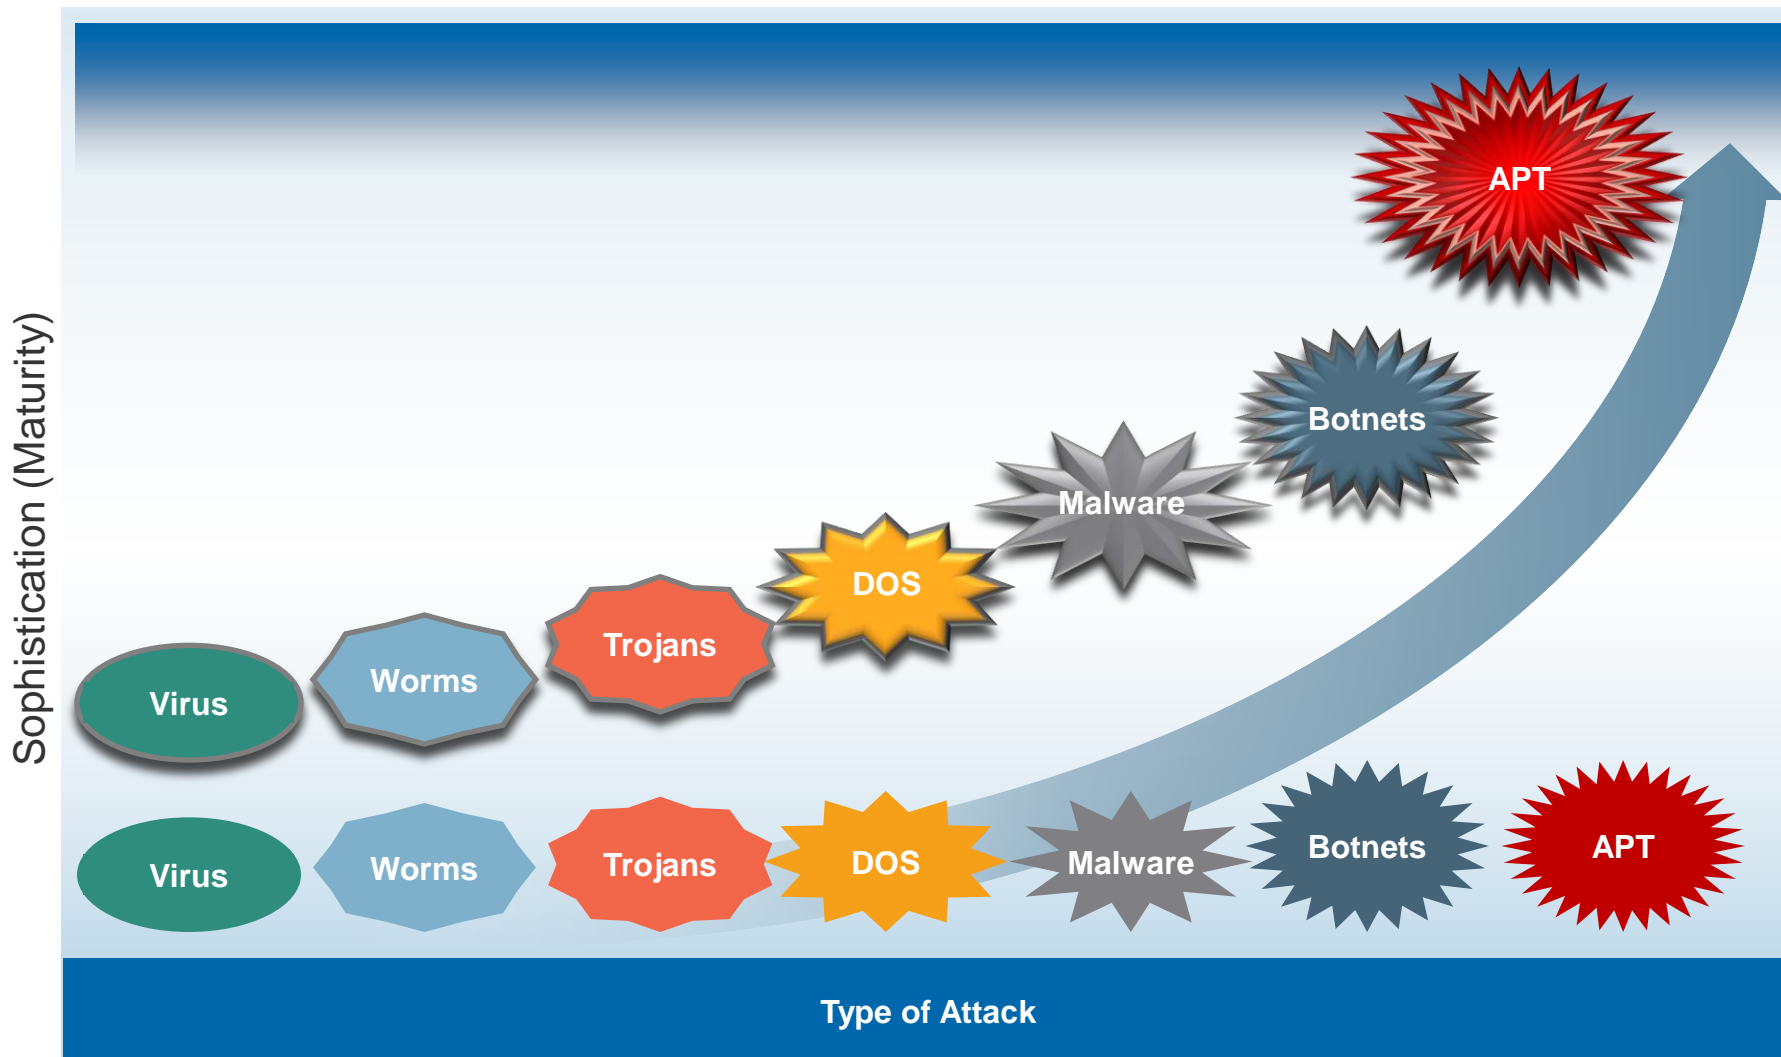 APT
Botnets
Malware
DOS
Trojans
Worms
Virus
Sophistication (Maturity)
Virus
Worms
Trojans
DOS
Malware
Botnets
APT
Type of Attack